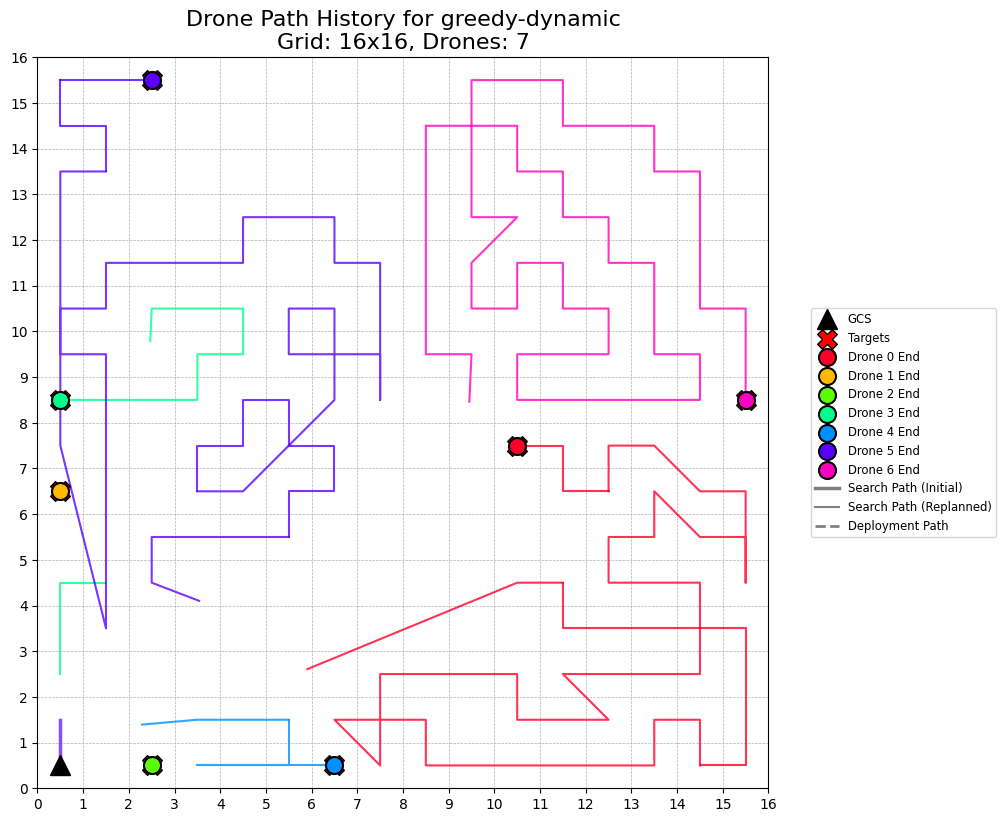 Drone Path History for greedy-dynamic
Grid: 16x16, Drones: 7
16
15
14
13
12
11
10
9
8
7
6
5
4
3
2
1
0
0 1 2 3 4 5 6 7 8 9 10 11 12 13 14 15 16
GCS
Targets
Drone 0 End
Drone 1 End
Drone 2 End
Drone 3 End
Drone 4 End
Drone 5 End
Drone 6 End
Search Path (Initial)
Search Path (Replanned)
Deployment Path